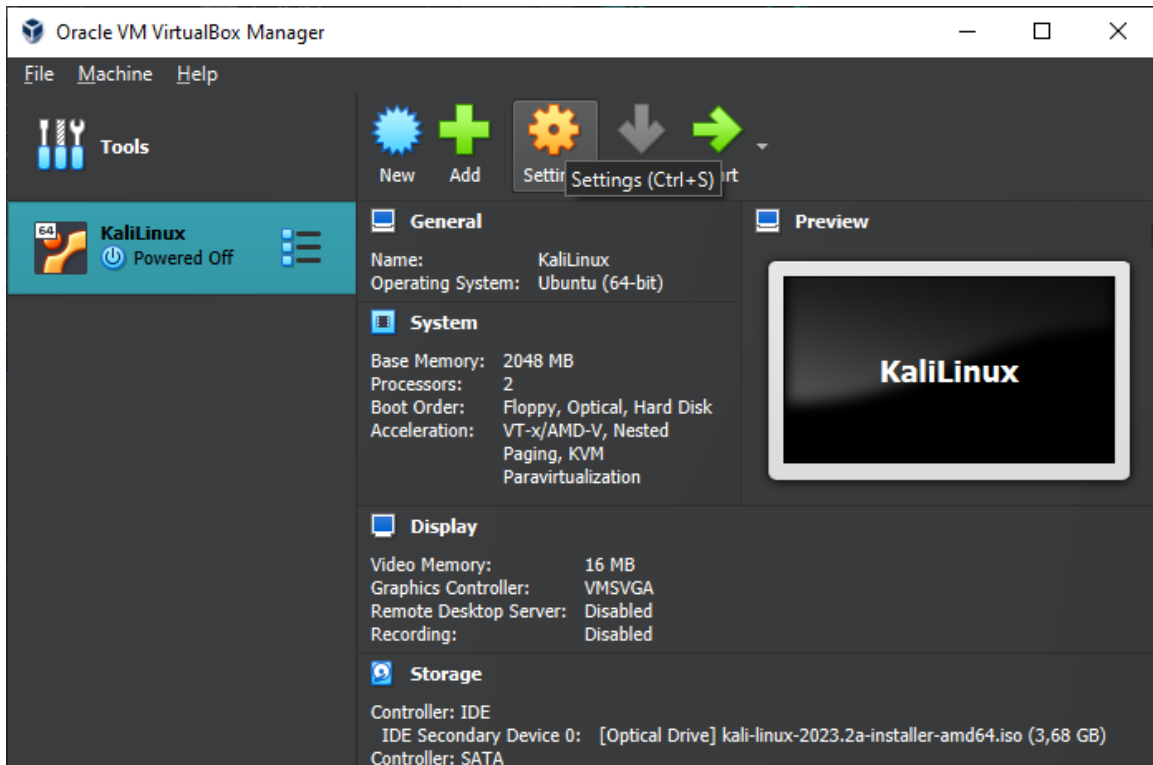 Oracle VM VirtualBox Manager
File Machine Help
Tools
New Add
Settings (Ctrl+S)
64
KaliLinux
Powered Off
General
Name: KaliLinux
Operating System: Ubuntu (64-bit)
System
Base Memory: 2048 MB
Processors: 2
Boot Order: Floppy, Optical, Hard Disk
Acceleration: VT-x/AMD-V, Nested
Paging, KVM
Paravirtualization
Preview
KaliLinux
Display
Video Memory: 16 MB
Graphics Controller: VMSVGA
Remote Desktop Server: Disabled
Recording: Disabled
Storage
Controller: IDE
IDE Secondary Device 0: [Optical Drive] kali-linux-2023.2a-installer-amd64.iso (3,68 GB)
Controller: SATA